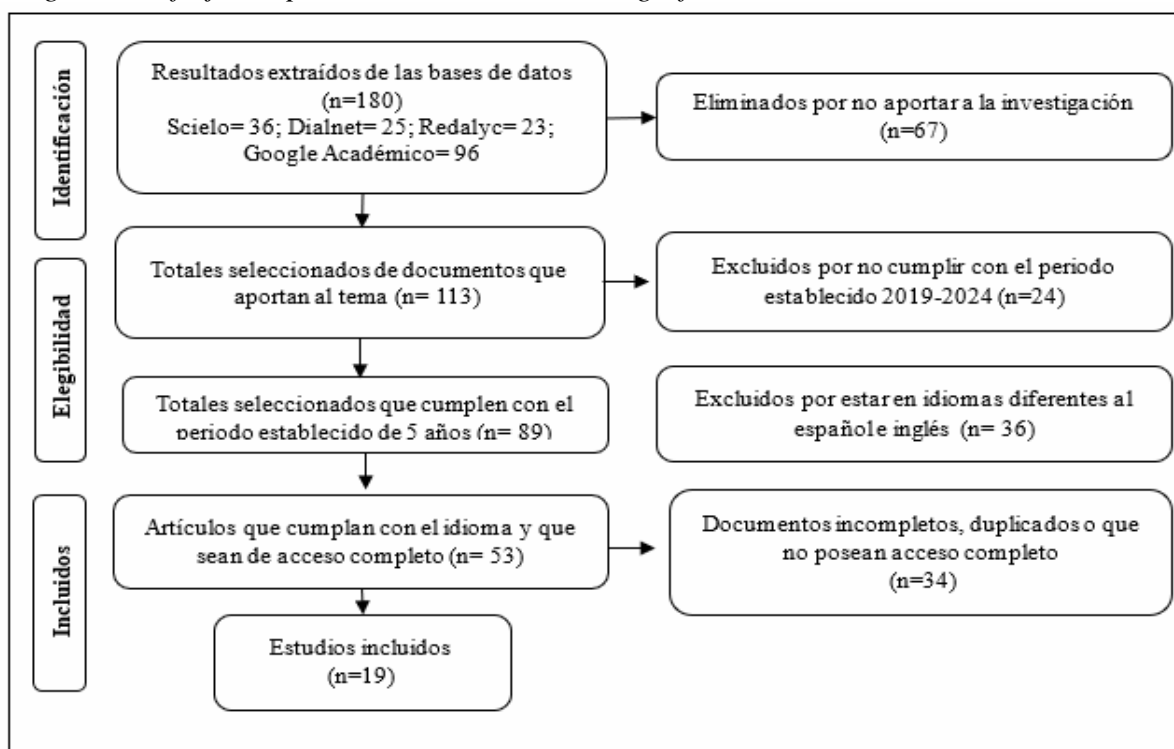 Identificación
Resultados extraídos de las bases de datos
(n=180)
Scielo= 36; Dialnet= 25; Redalyc= 23;
Google Académico= 96
Eliminados por no aportar a la investigación
(n=67)
Elegibilidad
Totales seleccionados de documentos que
aportan al tema (n= 113)
Excluidos por no cumplir con el periodo
establecido 2019-2024 (n=24)
Totales seleccionados que cumplen con el
periodo establecido de 5 años (n= 89)
Excluidos por estar en idiomas diferentes al
español e inglés (n= 36)
Incluidos
Artículos que cumplan con el idioma y que
sean de acceso completo (n= 53)
Documentos incompletos, duplicados o que
no posean acceso completo
(n=34)
Estudios incluidos
(n=19)